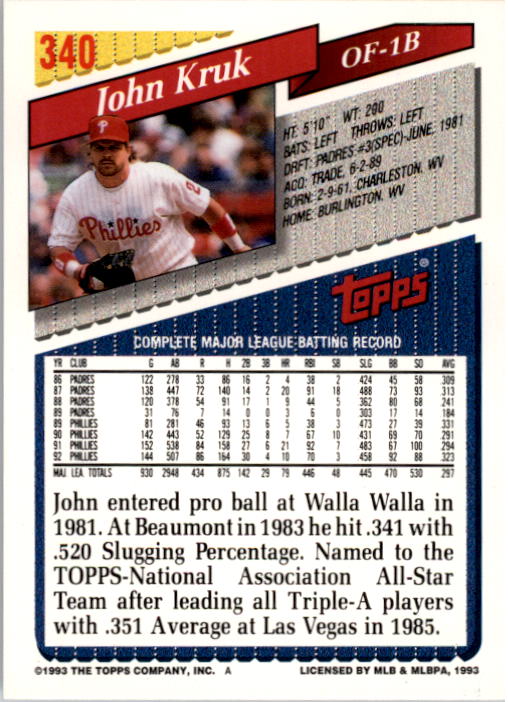 340
John Kruk
OF-1B
HT: 5'10" WT: 200
BATS: LEFT THROWS: LEFT
DRFT: PADRES #3(SPEC)-JUNE, 1981
ACQ: TRADE, 6-2-89
BORN: 2-9-61, CHARLESTON, WV
HOME: BURLINGTON, WV
Phillies
TOPPS®
COMPLETE MAJOR LEAGUE BATTING RECORD
YR CLUB G AB R H 2B 3B HR RBI SB SLG BB SO AVG
86 PADRES 122 278 33 86 16 2 4 38 2 424 45 58 309
87 PADRES 138 447 72 140 14 2 20 91 18 488 73 93 313
88 PADRES 120 378 54 91 17 1 9 44 5 362 80 68 241
89 PADRES 31 76 7 14 0 0 3 6 0 303 17 14 184
89 PHILLIES 81 281 46 93 13 6 5 38 3 473 27 39 331
90 PHILLIES 142 443 52 129 25 8 7 67 10 431 69 70 291
91 PHILLIES 152 538 84 158 27 6 21 92 7 483 67 100 294
92 PHILLIES 144 507 86 164 30 4 10 70 3 458 92 88 323
MAJ. LEA. TOTALS 930 2948 434 875 142 29 79 446 48 445 470 530 297
John entered pro ball at Walla Walla in
1981. At Beaumont in 1983 he hit .341 with
.520 Slugging Percentage. Named to the
TOPPS-National Association All-Star
Team after leading all Triple-A players
with .351 Average at Las Vegas in 1985.
©1993 THE TOPPS COMPANY, INC. A LICENSED BY MLB & MLBPA, 1993